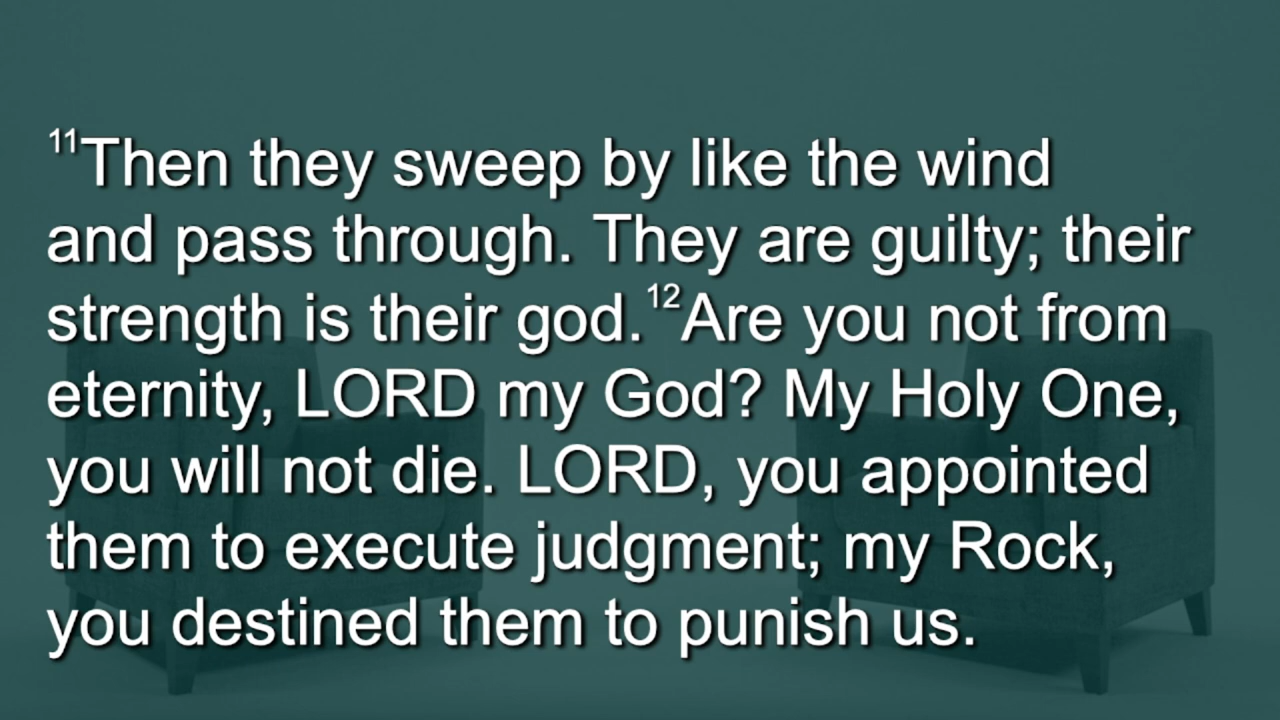 11Then they sweep by like the wind
and pass through. They are guilty; their
strength is their god. 12Are you not from
eternity, LORD my God? My Holy One,
you will not die. LORD, you appointed
them to execute judgment; my Rock,
you destined them to punish us.